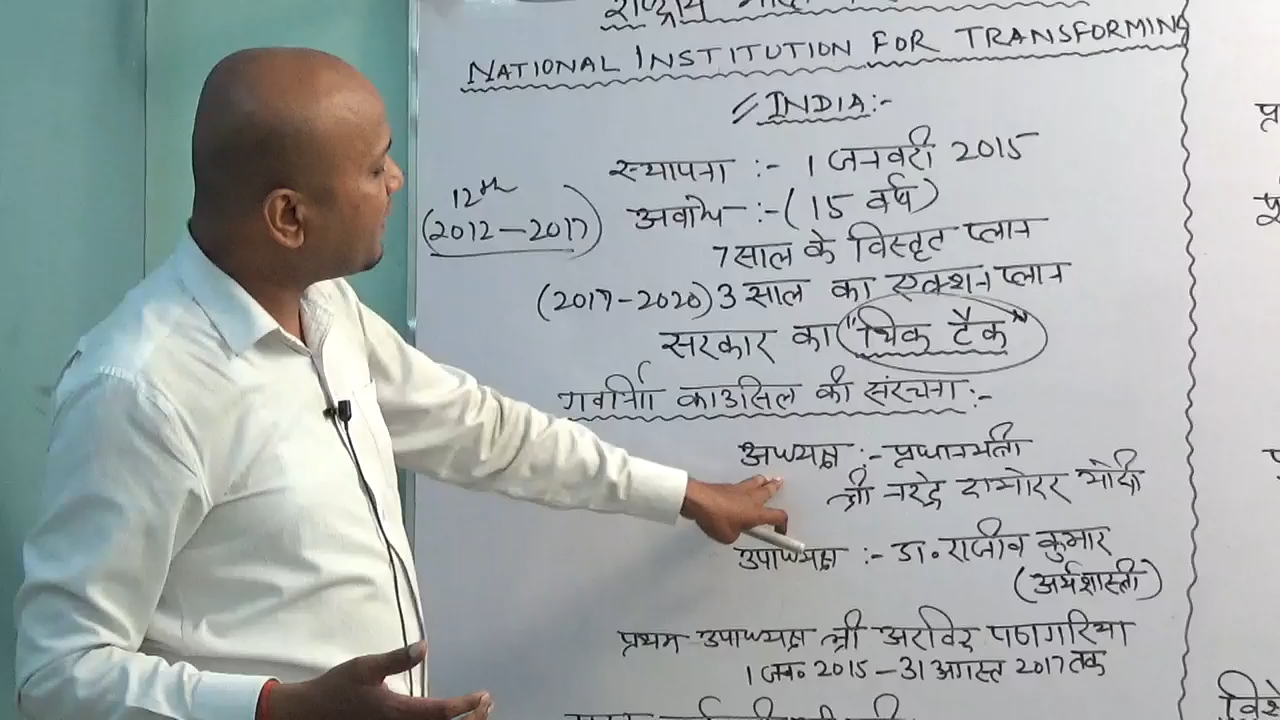 राष्ट्रीय
NATIONAL INSTITUTION FOR TRANSFORMING
INDIA:-
स्थापना :- 1 जनवरी 2015
12th
(2012-2017)
अवधि :- (15 वर्ष)
7 साल के विस्तृत प्लान
(2017-2020) 3 साल का एक्शन प्लान
सरकार का "थिंक टैंक"
गवर्निंग काउंसिल की संरचना :-
अध्यक्ष :- प्रधानमंत्री
श्री नरेंद्र दामोदर मोदी
उपाध्यक्ष :- डा. राजीव कुमार
(अर्थशास्त्री)
प्रथम उपाध्यक्ष श्री अरविंद पनगरिया
1 जन० 2015 - 31 अगस्त 2017 तक